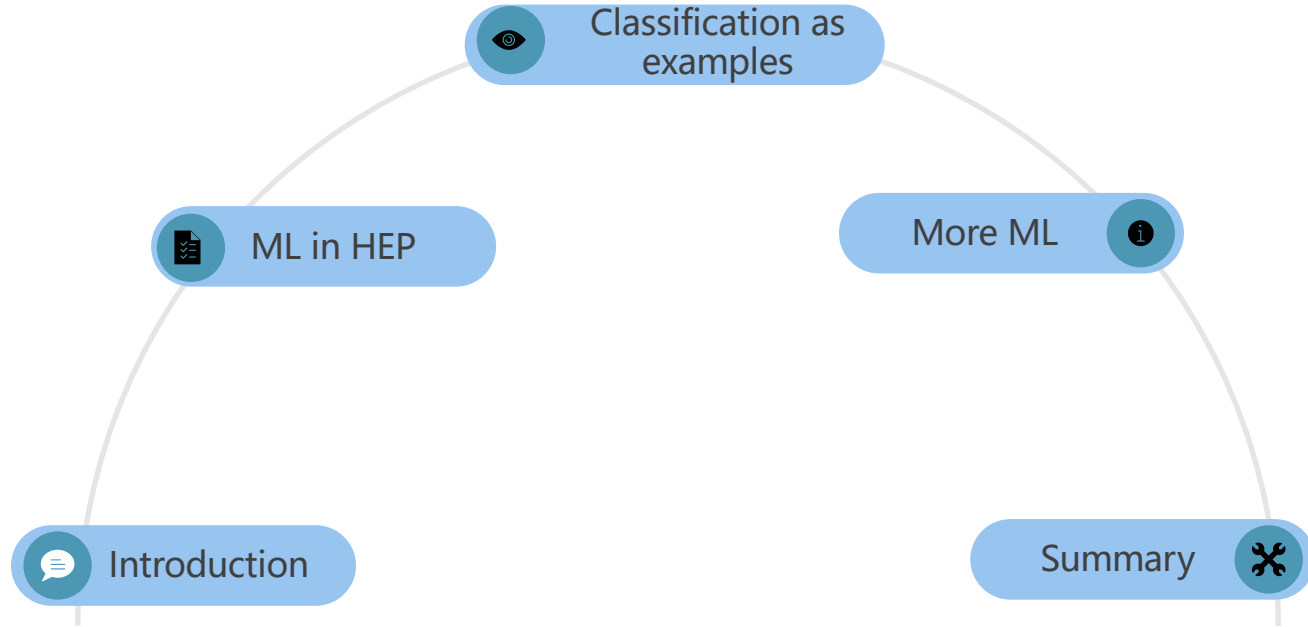 Classification as
examples
ML in HEP
More ML
Introduction
Summary